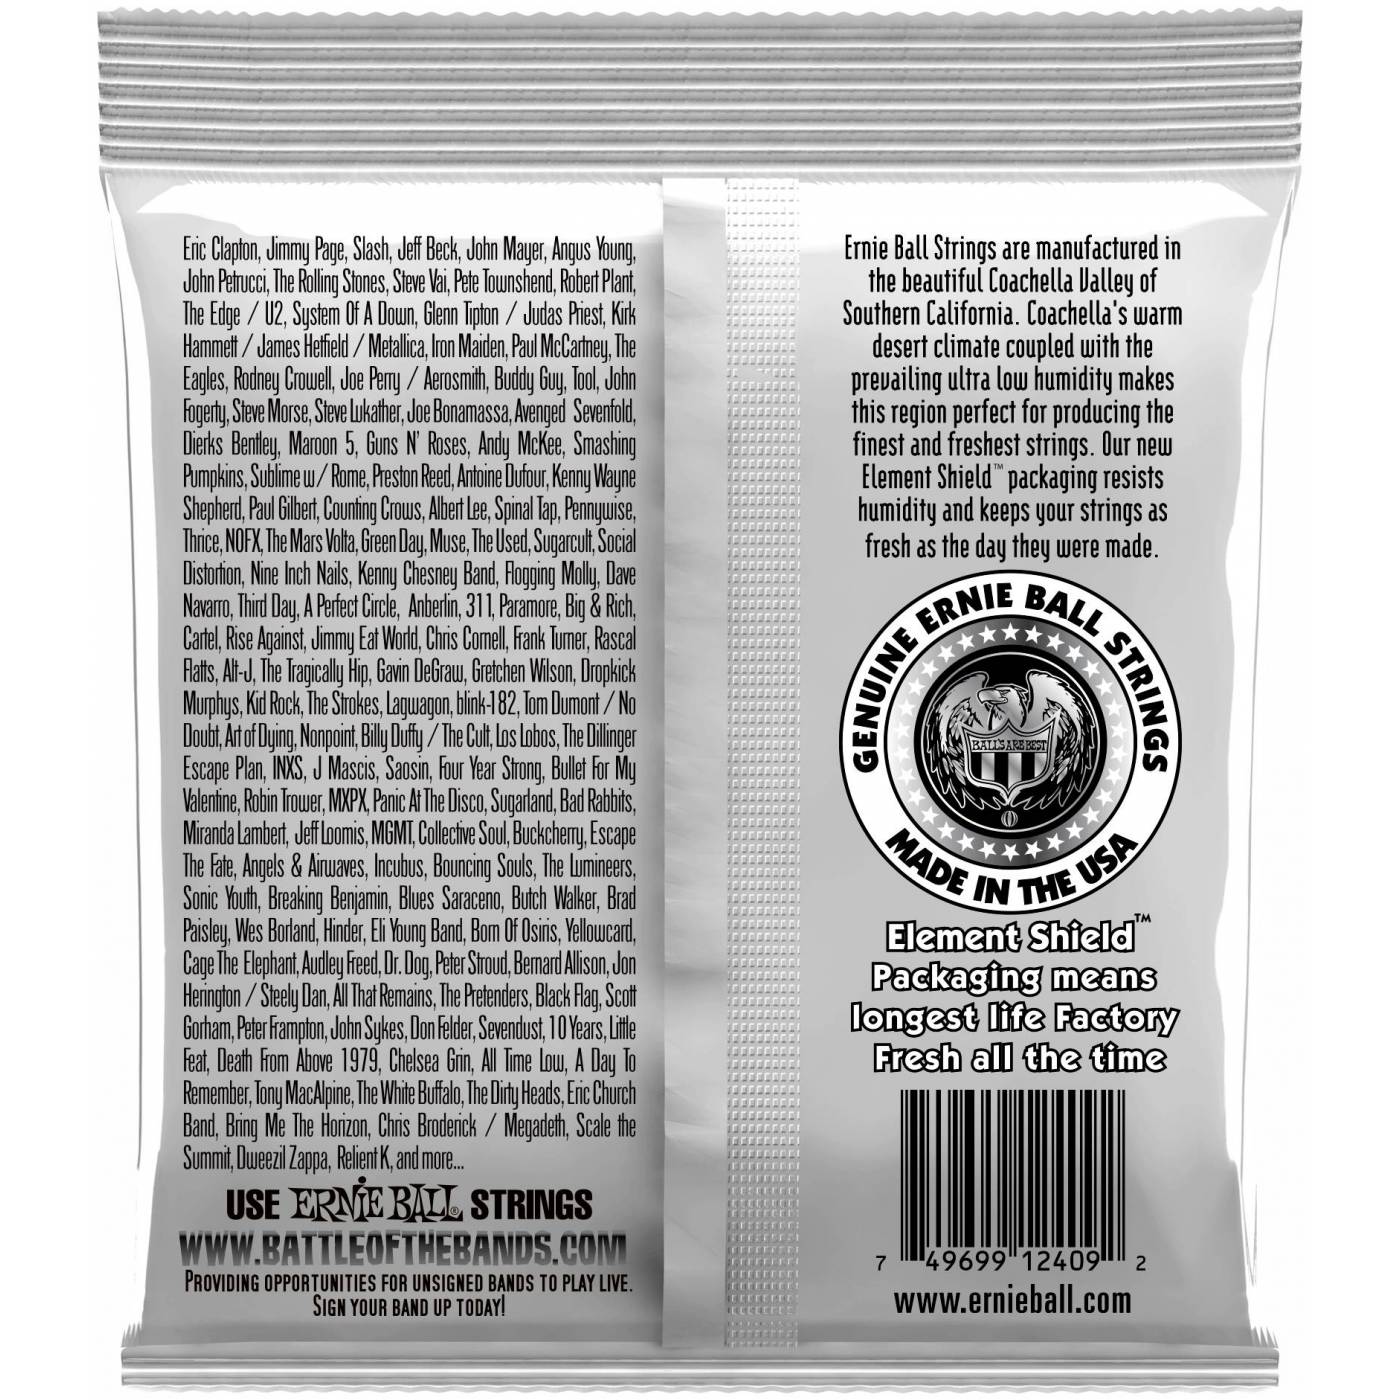 Eric Clapton, Jimmy Page, Slash, Jeff Beck, John Mayer, Angus Young,
John Petrucci, The Rolling Stones, Steve Vai, Pete Townshend, Robert Plant,
The Edge / U2, System Of A Down, Glenn Tipton / Judas Priest, Kirk
Hammett / James Hetfield / Metallica, Iron Maiden, Paul McCartney, The
Eagles, Rodney Crowell, Joe Perry / Aerosmith, Buddy Guy, Tool, John
Fogerty, Steve Morse, Steve Lukather, Joe Bonamassa, Avenged Sevenfold,
Dierks Bentley, Maroon 5, Guns N' Roses, Andy McKee, Smashing
Pumpkins, Sublime w/ Rome, Preston Reed, Antoine Dufour, Kenny Wayne
Shepherd, Paul Gilbert, Counting Crows, Albert Lee, Spinal Tap, Pennywise,
Thrice, NOFX, The Mars Volta, Green Day, Muse, The Used, Sugarcult, Social
Distortion, Nine Inch Nails, Kenny Chesney Band, Flogging Molly, Dave
Navarro, Third Day, A Perfect Circle, Anberlin, 311, Paramore, Big & Rich,
Cartel, Rise Against, Jimmy Eat World, Chris Cornell, Frank Turner, Rascal
Flatts, Alt-J, The Tragically Hip, Gavin DeGraw, Gretchen Wilson, Dropkick
Murphys, Kid Rock, The Strokes, Lagwagon, blink-182, Tom Dumont / No
Doubt, Art of Dying, Nonpoint, Billy Duffy / The Cult, Los Lobos, The Dillinger
Escape Plan, INXS, J Mascis, Saosin, Four Year Strong, Bullet For My
Valentine, Robin Trower, MXPX, Panic At The Disco, Sugarland, Bad Rabbits,
Miranda Lambert, Jeff Loomis, MGMT, Collective Soul, Buckcherry, Escape
The Fate, Angels & Airwaves, Incubus, Bouncing Souls, The Lumineers,
Sonic Youth, Breaking Benjamin, Blues Saraceno, Butch Walker, Brad
Paisley, Wes Borland, Hinder, Eli Young Band, Born Of Osiris, Yellowcard,
Cage The Elephant, Audley Freed, Dr. Dog, Peter Stroud, Bernard Allison, Jon
Herington / Steely Dan, All That Remains, The Pretenders, Black Flag, Scott
Gorham, Peter Frampton, John Sykes, Don Felder, Sevendust, 10 Years, Little
Feat, Death From Above 1979, Chelsea Grin, All Time Low, A Day To
Remember, Tony MacAlpine, The White Buffalo, The Dirty Heads, Eric Church
Band, Bring Me The Horizon, Chris Broderick / Megadeth, Scale the
Summit, Dweezil Zappa, Relient K, and more...
USE ERNIE BALL® STRINGS
WWW.BATTLEOFTHEBANDS.COM
PROVIDING OPPORTUNITIES FOR UNSIGNED BANDS TO PLAY LIVE.
SIGN YOUR BAND UP TODAY!
Ernie Ball Strings are manufactured in
the beautiful Coachella Valley of
Southern California. Coachella's warm
desert climate coupled with the
prevailing ultra low humidity makes
this region perfect for producing the
finest and freshest strings. Our new
Element Shield™ packaging resists
humidity and keeps your strings as
fresh as the day they were made.
GENUINE ERNIE BALL STRINGS
BALL'S ARE BEST
MADE IN THE USA
Element Shield™
Packaging means
longest life Factory
Fresh all the time
7 49699 12409 2
www.ernieball.com